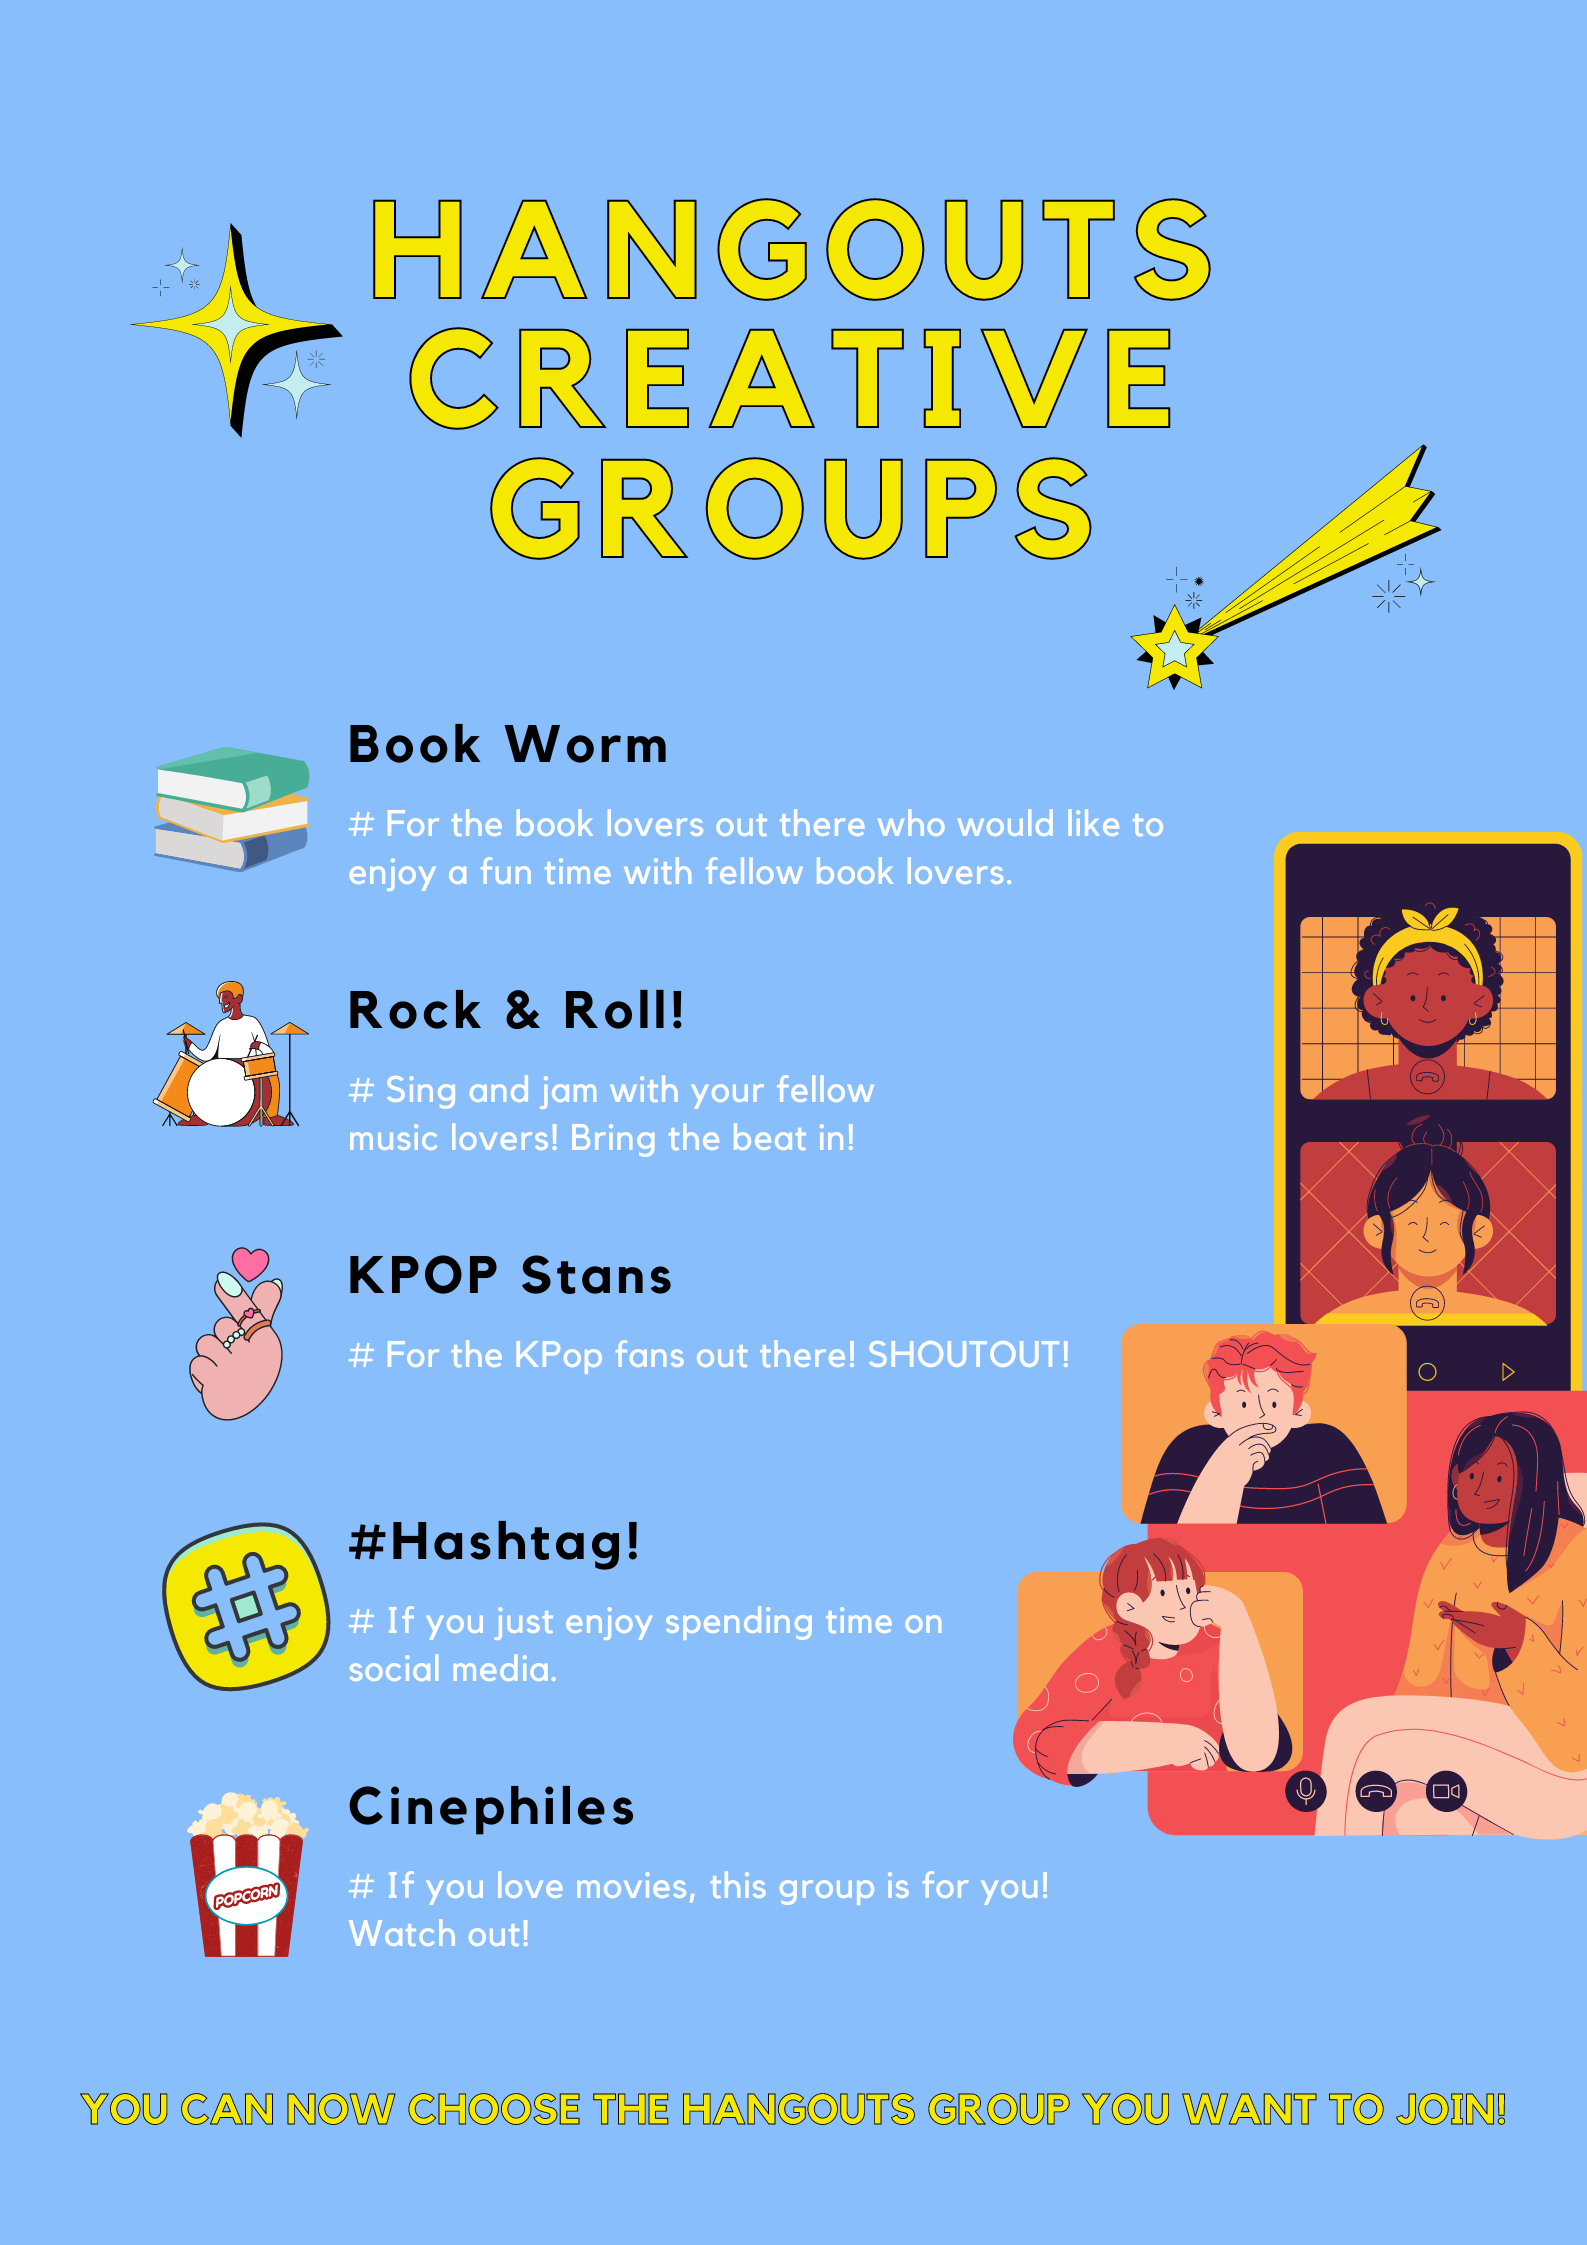 HANGOUTS
CREATIVE
GROUPS
Book Worm
# For the book lovers out there who would like to
enjoy a fun time with fellow book lovers.
Rock & Roll!
# Sing and jam with your fellow
music lovers! Bring the beat in!
KPOP Stans
# For the KPop fans out there! SHOUTOUT!
#Hashtag!
# If you just enjoy spending time on
social media.
Cinephiles
# If you love movies, this group is for you!
Watch out!
POPCORN
YOU CAN NOW CHOOSE THE HANGOUTS GROUP YOU WANT TO JOIN!